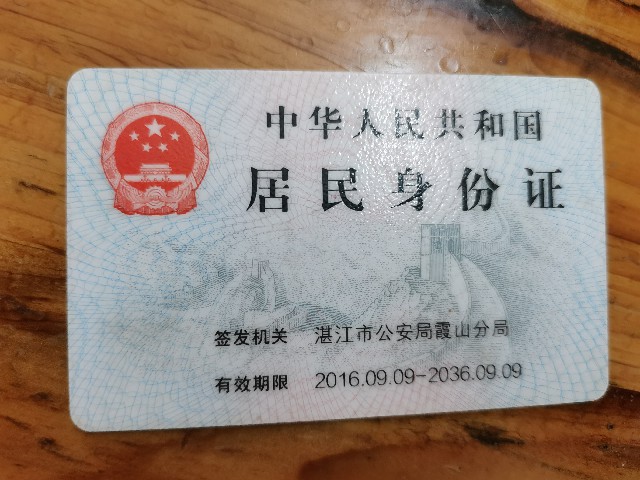 中华人民共和国
居民身份证
签发机关 湛江市公安局霞山分局
有效期限 2016.09.09-2036.09.09